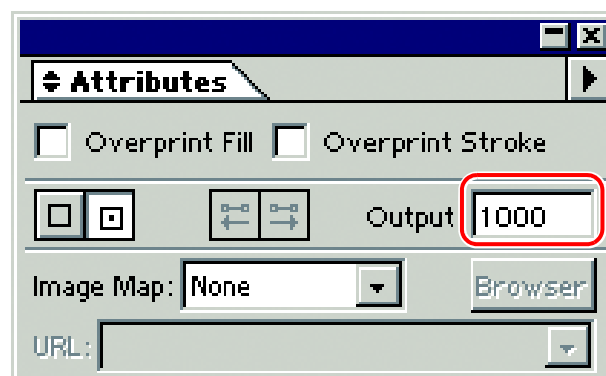 Attributes
Overprint Fill Overprint Stroke
Output 1000
Image Map: None Browser
URL: